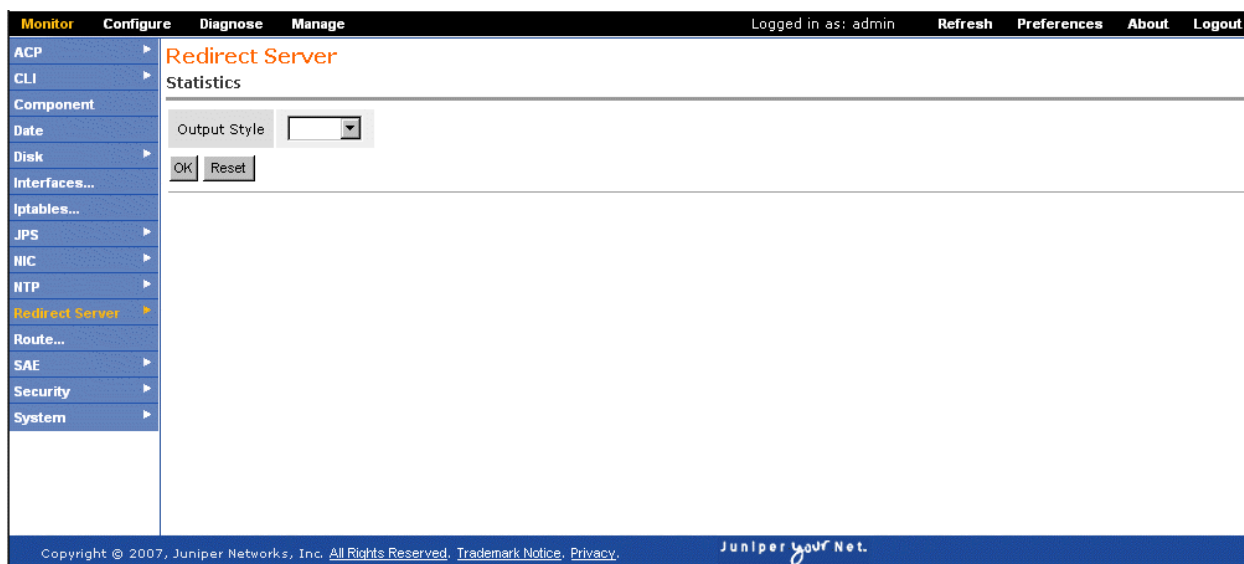 Monitor Configure Diagnose Manage Logged in as: admin Refresh Preferences About Logout
ACP
CLI
Component
Date
Disk
Interfaces...
Iptables...
JPS
NIC
NTP
Redirect Server
Route...
SAE
Security
System
Redirect Server
Statistics
Output Style
OK Reset
Copyright © 2007, Juniper Networks, Inc. All Rights Reserved. Trademark Notice. Privacy.
Juniper your Net.